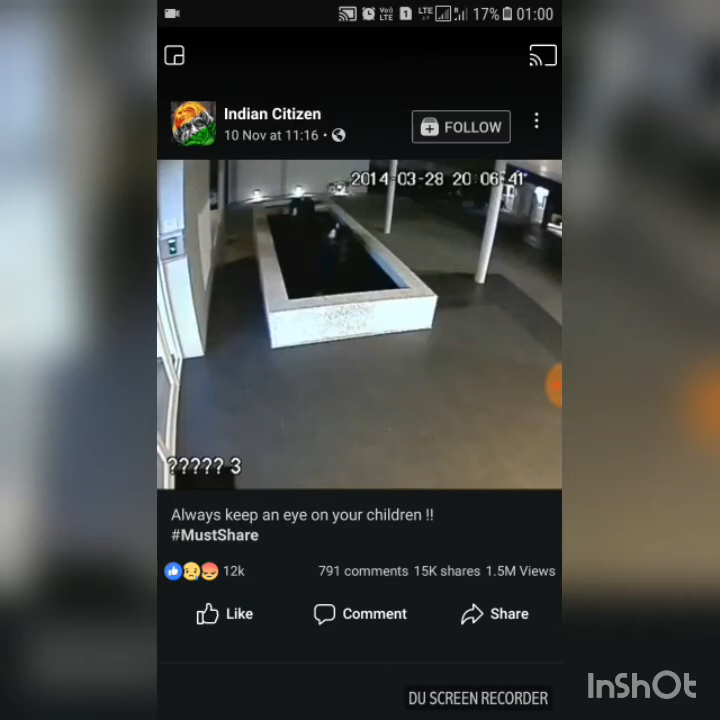 LTE 17% 01:00
Indian Citizen
10 Nov at 11:16
FOLLOW
2014-03-28 20:06:41
????? 3
Always keep an eye on your children !!
#MustShare
12k 791 comments 15K shares 1.5M Views
Like Comment Share
DU SCREEN RECORDER
InShOt